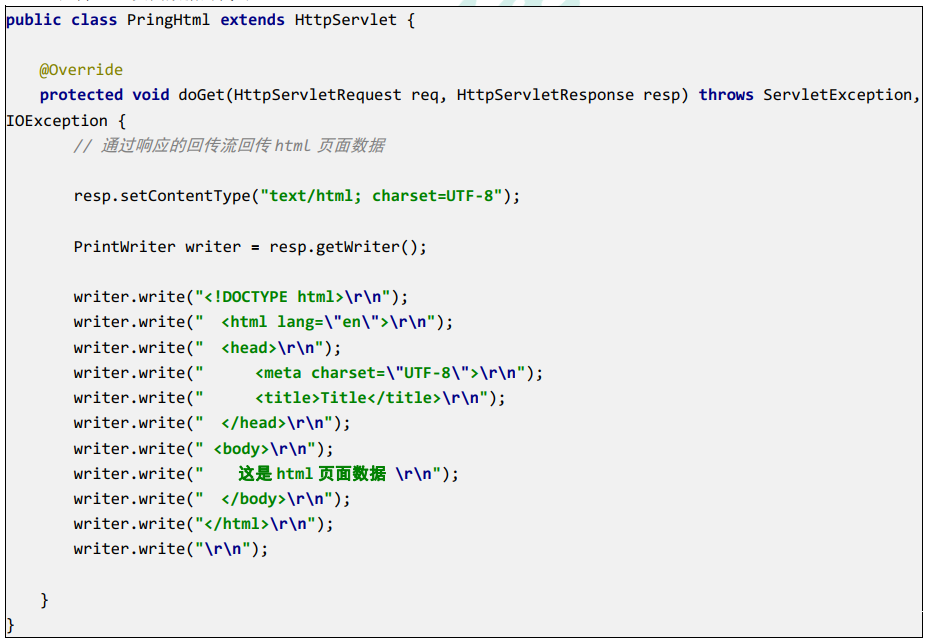 public class PringHtml extends HttpServlet {
@Override
protected void doGet(HttpServletRequest req, HttpServletResponse resp) throws ServletException,
IOException {
// 通过响应的回传流回传 html 页面数据
resp.setContentType("text/html; charset=UTF-8");
PrintWriter writer = resp.getWriter();
writer.write("<!DOCTYPE html>\r\n");
writer.write("  <html lang=\"en\">\r\n");
writer.write("  <head>\r\n");
writer.write("      <meta charset=\"UTF-8\">\r\n");
writer.write("      <title>Title</title>\r\n");
writer.write("  </head>\r\n");
writer.write(" <body>\r\n");
writer.write("    这是 html 页面数据 \r\n");
writer.write("  </body>\r\n");
writer.write("</html>\r\n");
writer.write("\r\n");
}
}